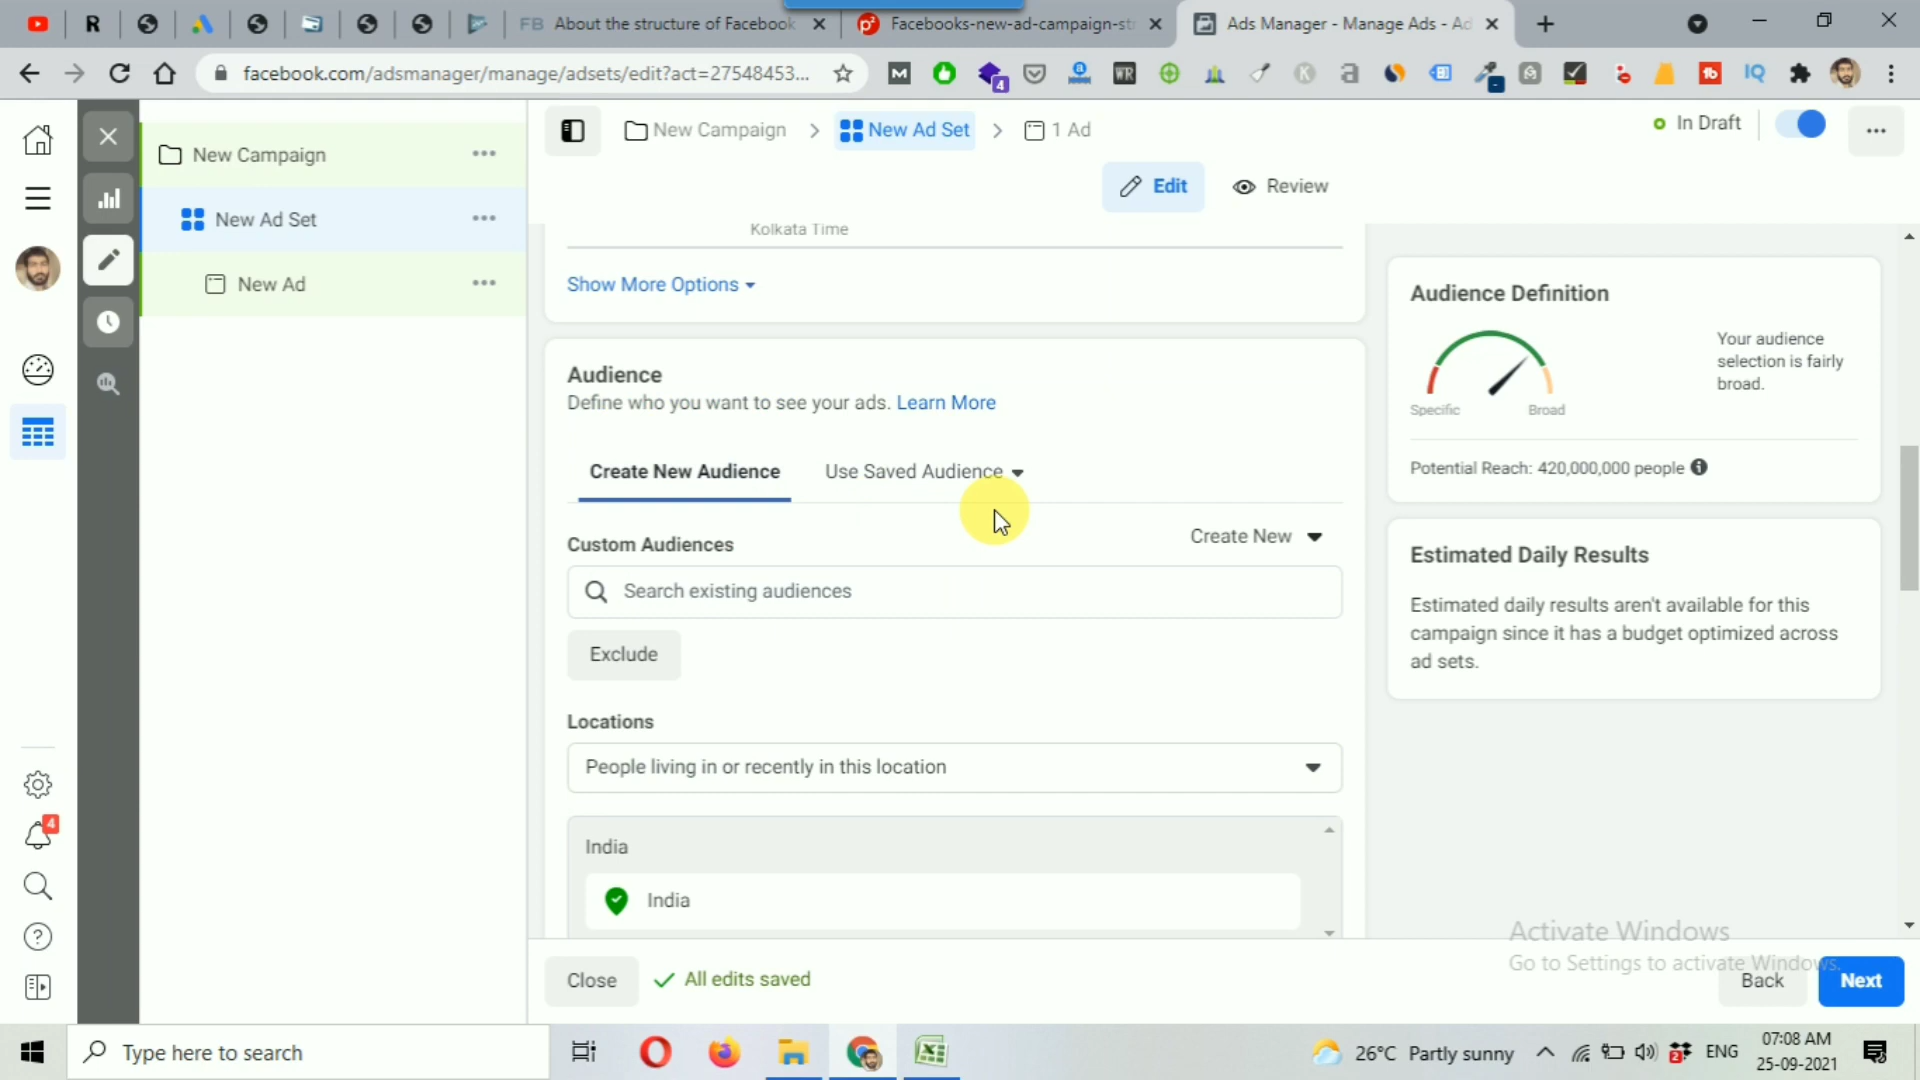 FB About the structure of Facebook
Facebooks-new-ad-campaign-str
Ads Manager - Manage Ads - Ad
facebook.com/adsmanager/manage/adsets/edit?act=27548453...
4
New Campaign
New Ad Set
New Ad
New Campaign > New Ad Set > 1 Ad
In Draft
Edit
Review
Kolkata Time
Show More Options
Audience
Define who you want to see your ads. Learn More
Create New Audience
Use Saved Audience
Custom Audiences
Create New
Search existing audiences
Exclude
Locations
People living in or recently in this location
India
India
Audience Definition
Your audience
selection is fairly
broad.
Specific
Broad
Potential Reach: 420,000,000 people
Estimated Daily Results
Estimated daily results aren't available for this
campaign since it has a budget optimized across
ad sets.
4
Activate Windows
Go to Settings to activate Windows.
Close
All edits saved
Back
Next
Type here to search
26°C Partly sunny
ENG
07:08 AM
25-09-2021